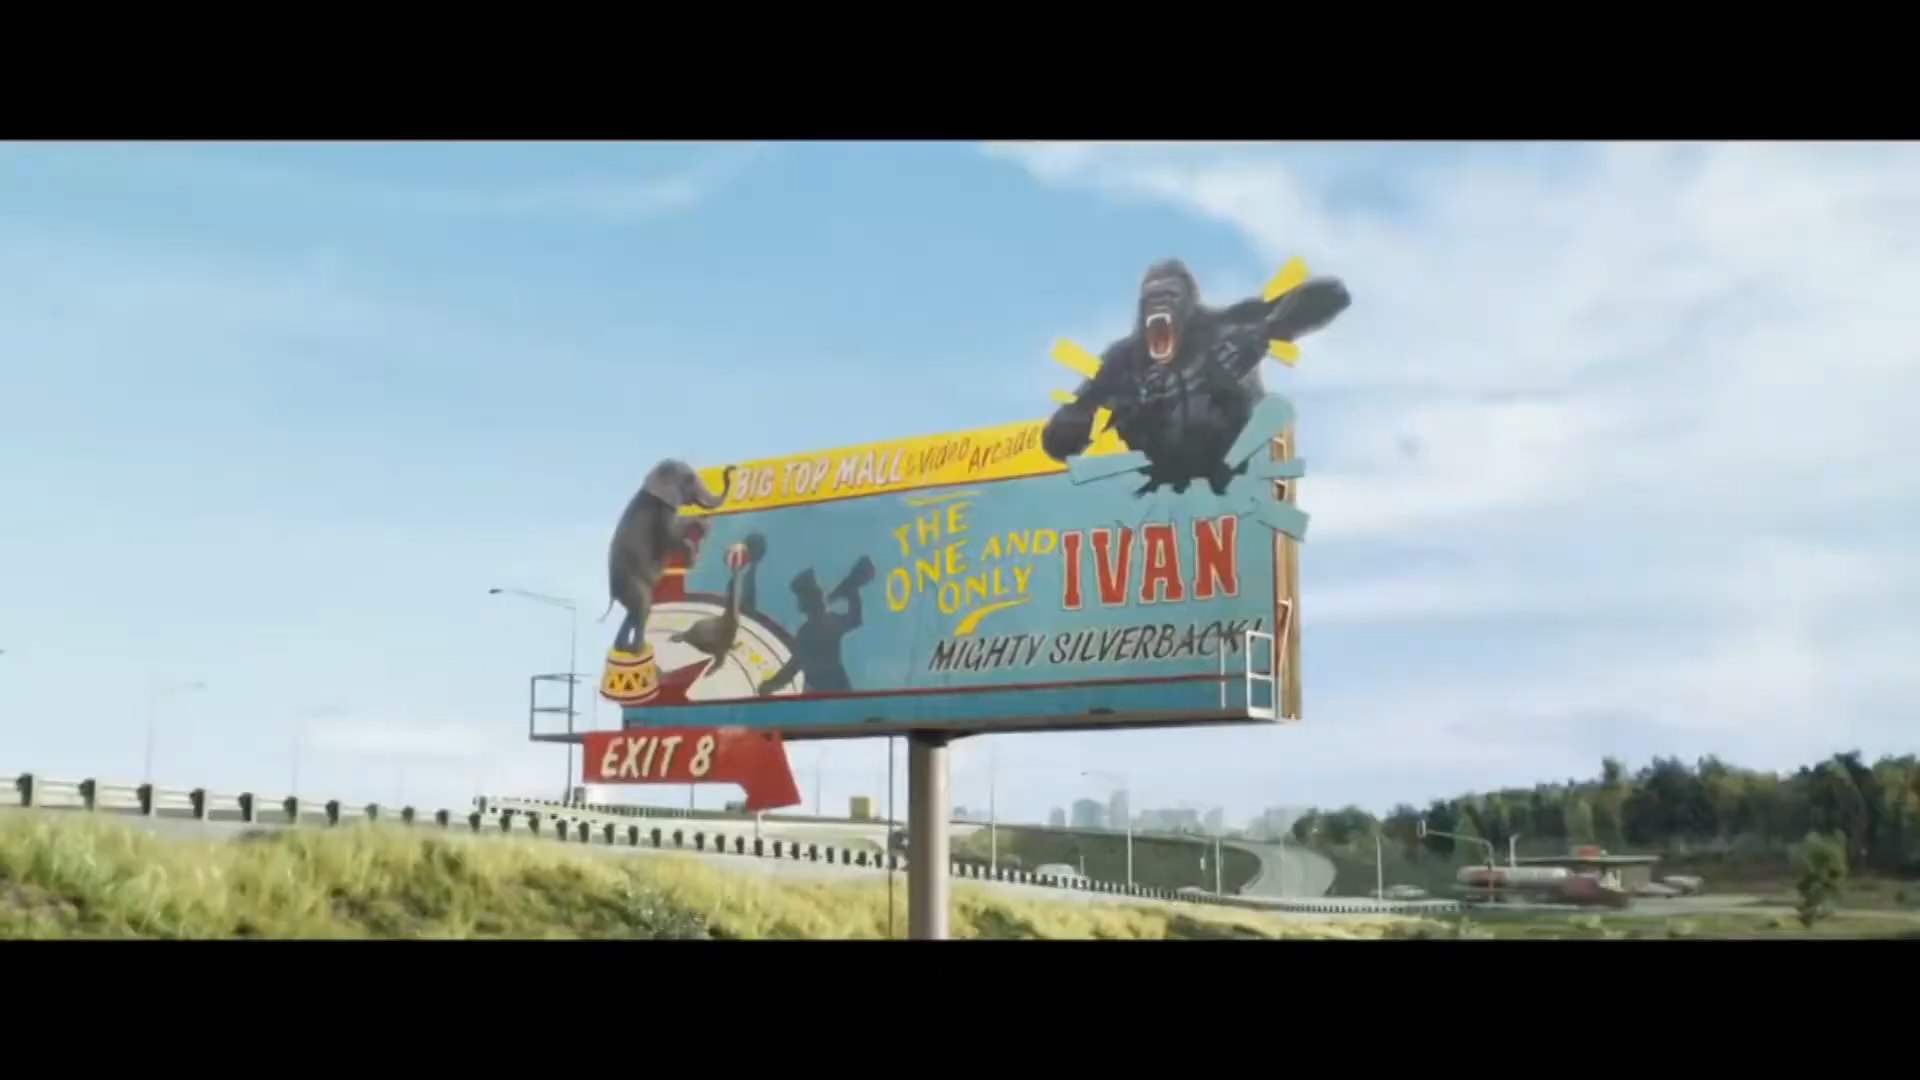 BIG TOP MALL & Video Arcade
THE
ONE AND
ONLY
IVAN
MIGHTY SILVERBACK!
EXIT 8